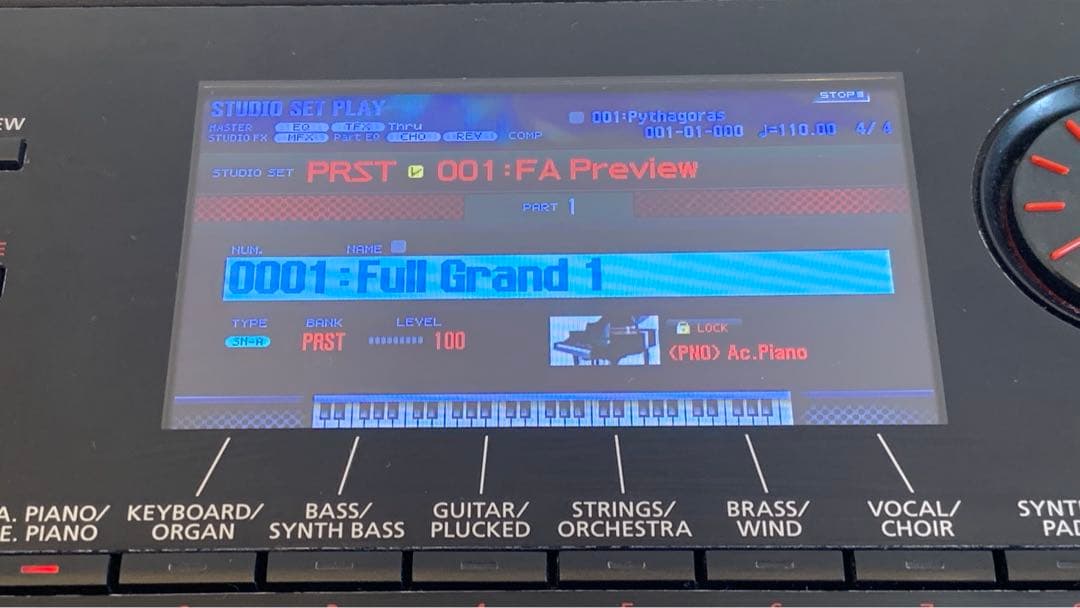 STUDIO SET PLAY
STOP
MASTER EQ TFX Thru
STUDIO FX MFX Part EQ CHO REV COMP
001:Pythagoras
001-01-000 ♩=110.00 4/4
STUDIO SET PRST 001:FA Preview
PART 1
NUM. NAME
0001:Full Grand 1
TYPE BANK LEVEL
SN-A PRST 100
LOCK
(PNO) Ac.Piano
EW
E
A. PIANO/
E. PIANO
KEYBOARD/
ORGAN
BASS/
SYNTH BASS
GUITAR/
PLUCKED
STRINGS/
ORCHESTRA
BRASS/
WIND
VOCAL/
CHOIR
SYNT
PAD